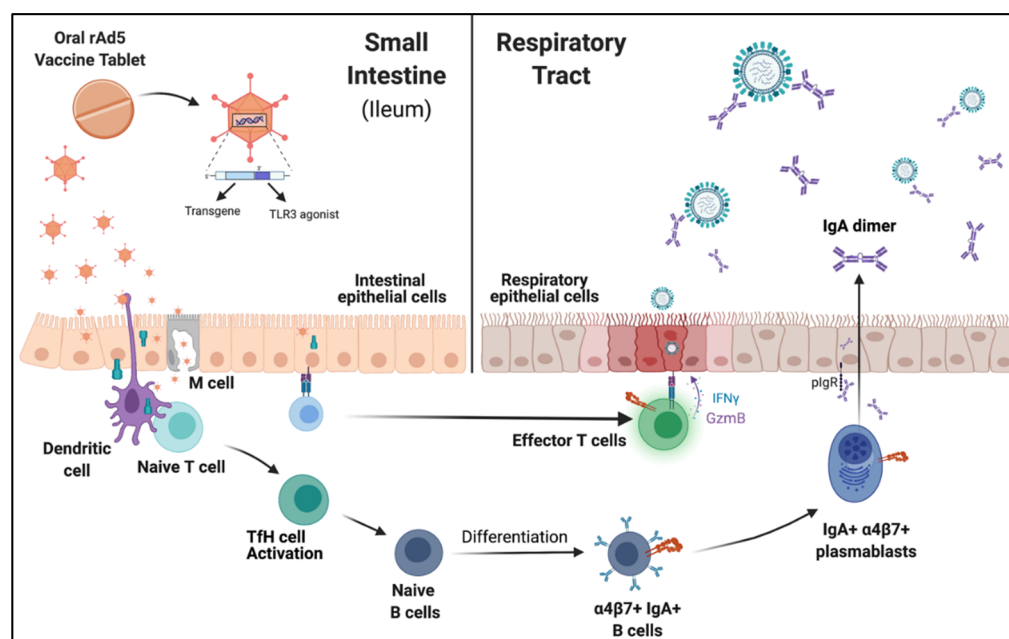 Oral rAd5
Vaccine Tablet
Small
Intestine
(Ileum)
5'
3'
Transgene
TLR3 agonist
Intestinal
epithelial cells
M cell
Dendritic
cell
Naive T cell
TfH cell
Activation
Naive
B cells
Differentiation
α4β7+ IgA+
B cells
Respiratory
Tract
IgA dimer
Respiratory
epithelial cells
pIgR
IFNγ
GzmB
Effector T cells
IgA+ α4β7+
plasmablasts